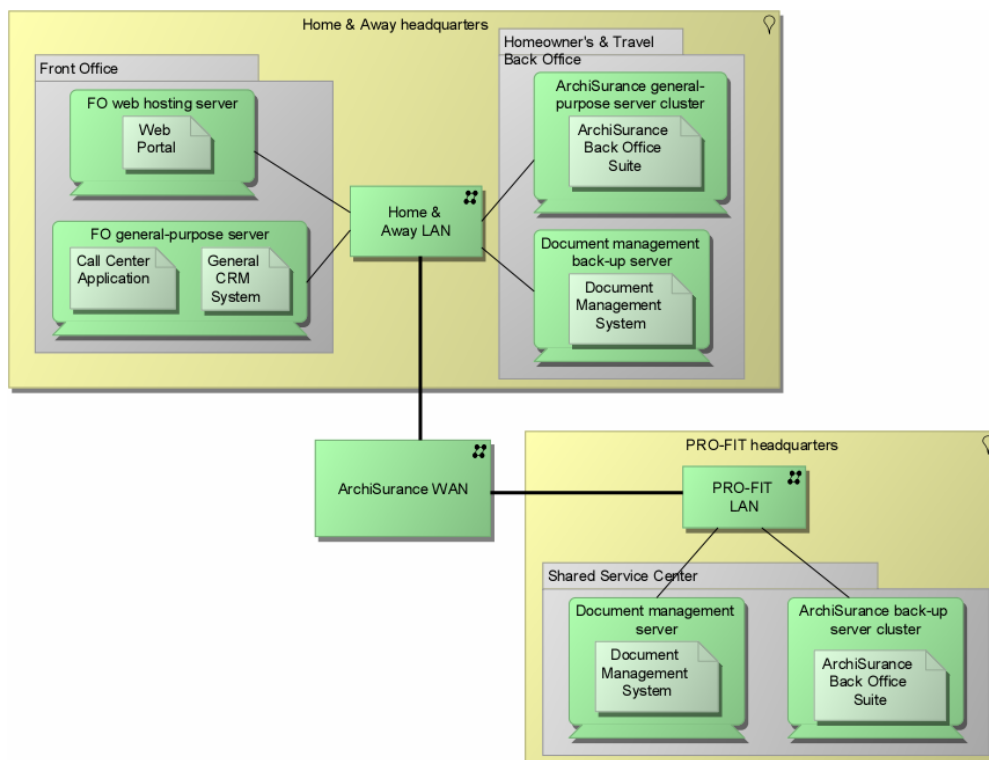 Home & Away headquarters
Front Office
FO web hosting server
Web
Portal
FO general-purpose server
Call Center
Application
General
CRM
System
Home &
Away LAN
Homeowner's & Travel
Back Office
ArchiSurance general-
purpose server cluster
ArchiSurance
Back Office
Suite
Document management
back-up server
Document
Management
System
ArchiSurance WAN
PRO-FIT headquarters
PRO-FIT
LAN
Shared Service Center
Document management
server
Document
Management
System
ArchiSurance back-up
server cluster
ArchiSurance
Back Office
Suite